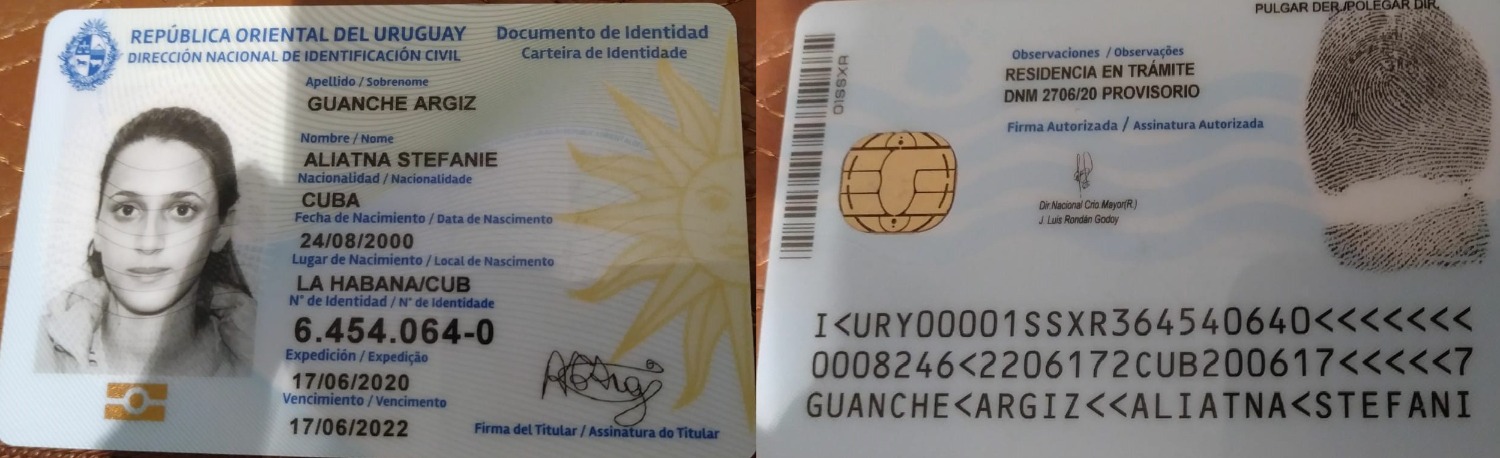 REPÚBLICA ORIENTAL DEL URUGUAY
DIRECCIÓN NACIONAL DE IDENTIFICACIÓN CIVIL
Documento de Identidad
Carteira de Identidade
Apellido / Sobrenome
GUANCHE ARGIZ
Nombre / Nome
ALIATNA STEFANIE
Nacionalidad / Nacionalidade
CUBA
Fecha de Nacimiento / Data de Nascimento
24/08/2000
Lugar de Nacimiento / Local de Nascimento
LA HABANA/CUB
N° de Identidad / N° de Identidade
6.454.064-0
Expedición / Expedição
17/06/2020
Vencimiento / Vencimento
17/06/2022
Firma del Titular / Assinatura do Titular
PULGAR DER./POLEGAR DIR.
01SSXR
Observaciones / Observações
RESIDENCIA EN TRÁMITE
DNM 2706/20 PROVISORIO
Firma Autorizada / Assinatura Autorizada
Dir.Nacional Crio.Mayor(R.)
J. Luis Rondán Godoy
I<URY00001SSXR364540640<<<<<<<
0008246<2206172CUB200617<<<<<7
GUANCHE<ARGIZ<<ALIATNA<STEFANI